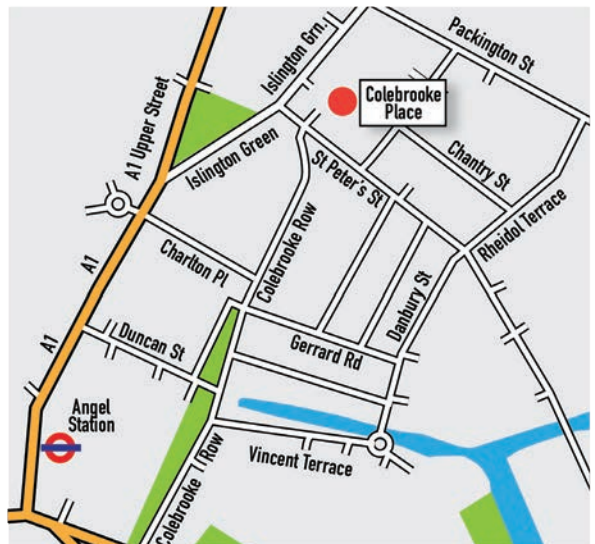 Islington Grn.
Packington St
Colebrooke
Place
A1 Upper Street
Islington Green
St Peter's St
Chantry St
Rheidol Terrace
Colebrooke Row
A1
Charlton Pl
Danbury St
A1
Duncan St
Gerrard Rd
Angel
Station
Vincent Terrace
Colebrooke Row